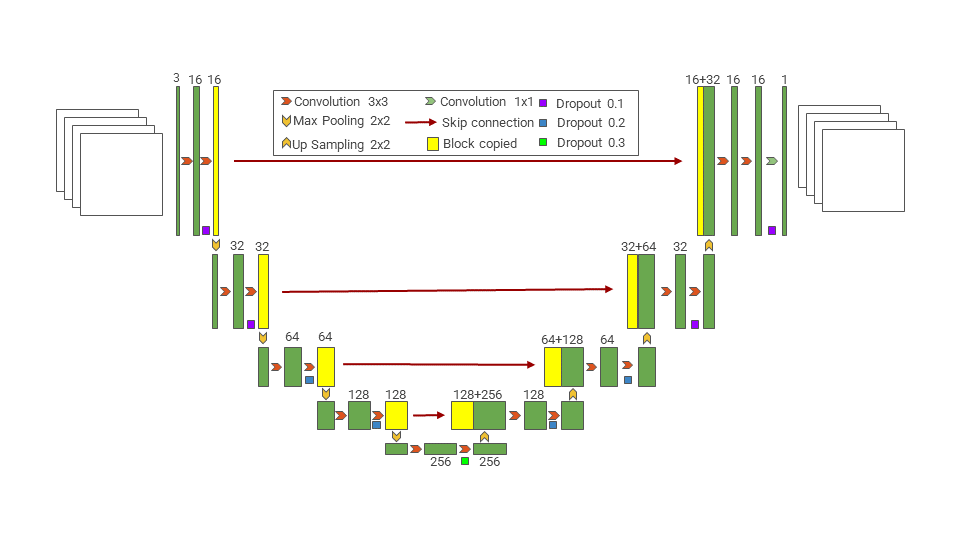 3 16 16
16+32 16 16 1
Convolution 3x3
Convolution 1x1
Dropout 0.1
Max Pooling 2x2
Skip connection
Dropout 0.2
Up Sampling 2x2
Block copied
Dropout 0.3
32 32
32+64 32
64 64
64+128 64
128 128
128+256 128
256 256